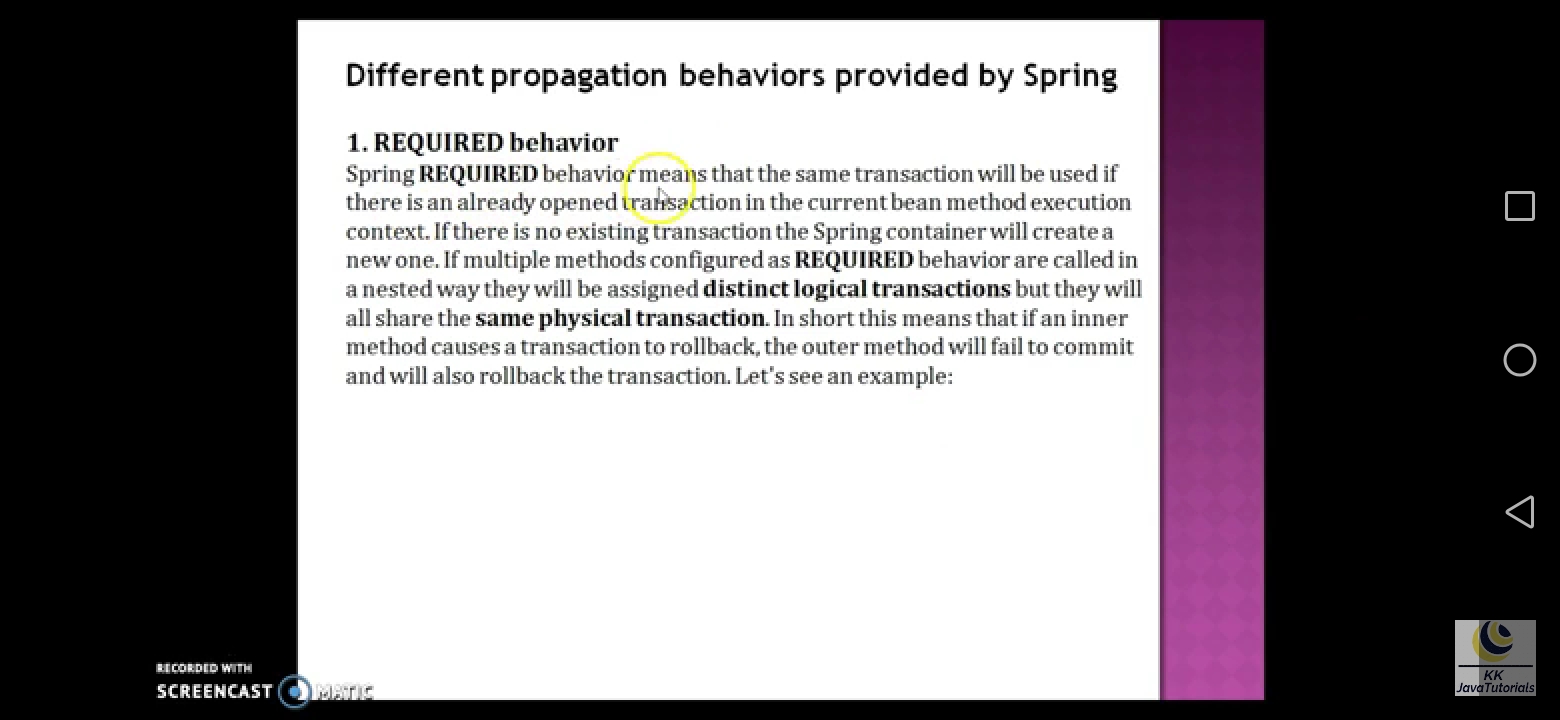 Different propagation behaviors provided by Spring
1. REQUIRED behavior
Spring REQUIRED behavior means that the same transaction will be used if
there is an already opened transaction in the current bean method execution
context. If there is no existing transaction the Spring container will create a
new one. If multiple methods configured as REQUIRED behavior are called in
a nested way they will be assigned distinct logical transactions but they will
all share the same physical transaction. In short this means that if an inner
method causes a transaction to rollback, the outer method will fail to commit
and will also rollback the transaction. Let's see an example:
RECORDED WITH
SCREENCAST MATIC
KK
JavaTutorials